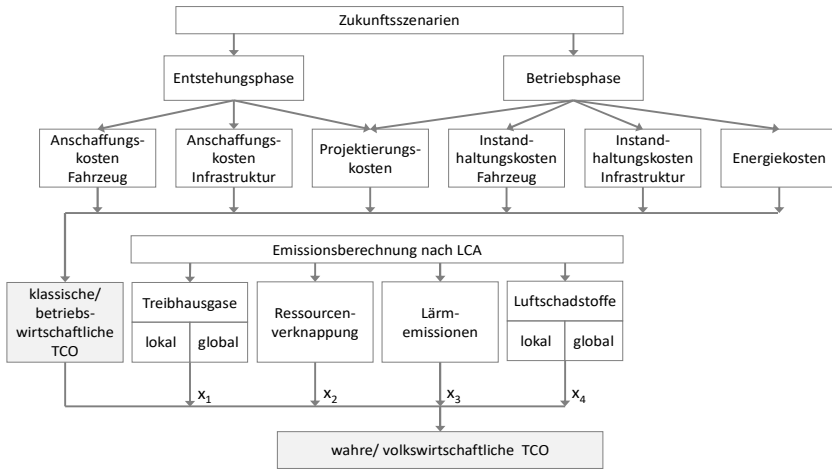 Zukunftsszenarien
Entstehungsphase
Betriebsphase
Anschaffungs-
kosten
Fahrzeug
Anschaffungs-
kosten
Infrastruktur
Projektierungs-
kosten
Instand-
haltungskosten
Fahrzeug
Instand-
haltungskosten
Infrastruktur
Energiekosten
Emissionsberechnung nach LCA
klassische/
betriebs-
wirtschaftliche
TCO
Treibhausgase
lokal
global
Ressourcen-
verknappung
Lärm-
emissionen
Luftschadstoffe
lokal
global
x1
x2
x3
x4
wahre/ volkswirtschaftliche TCO